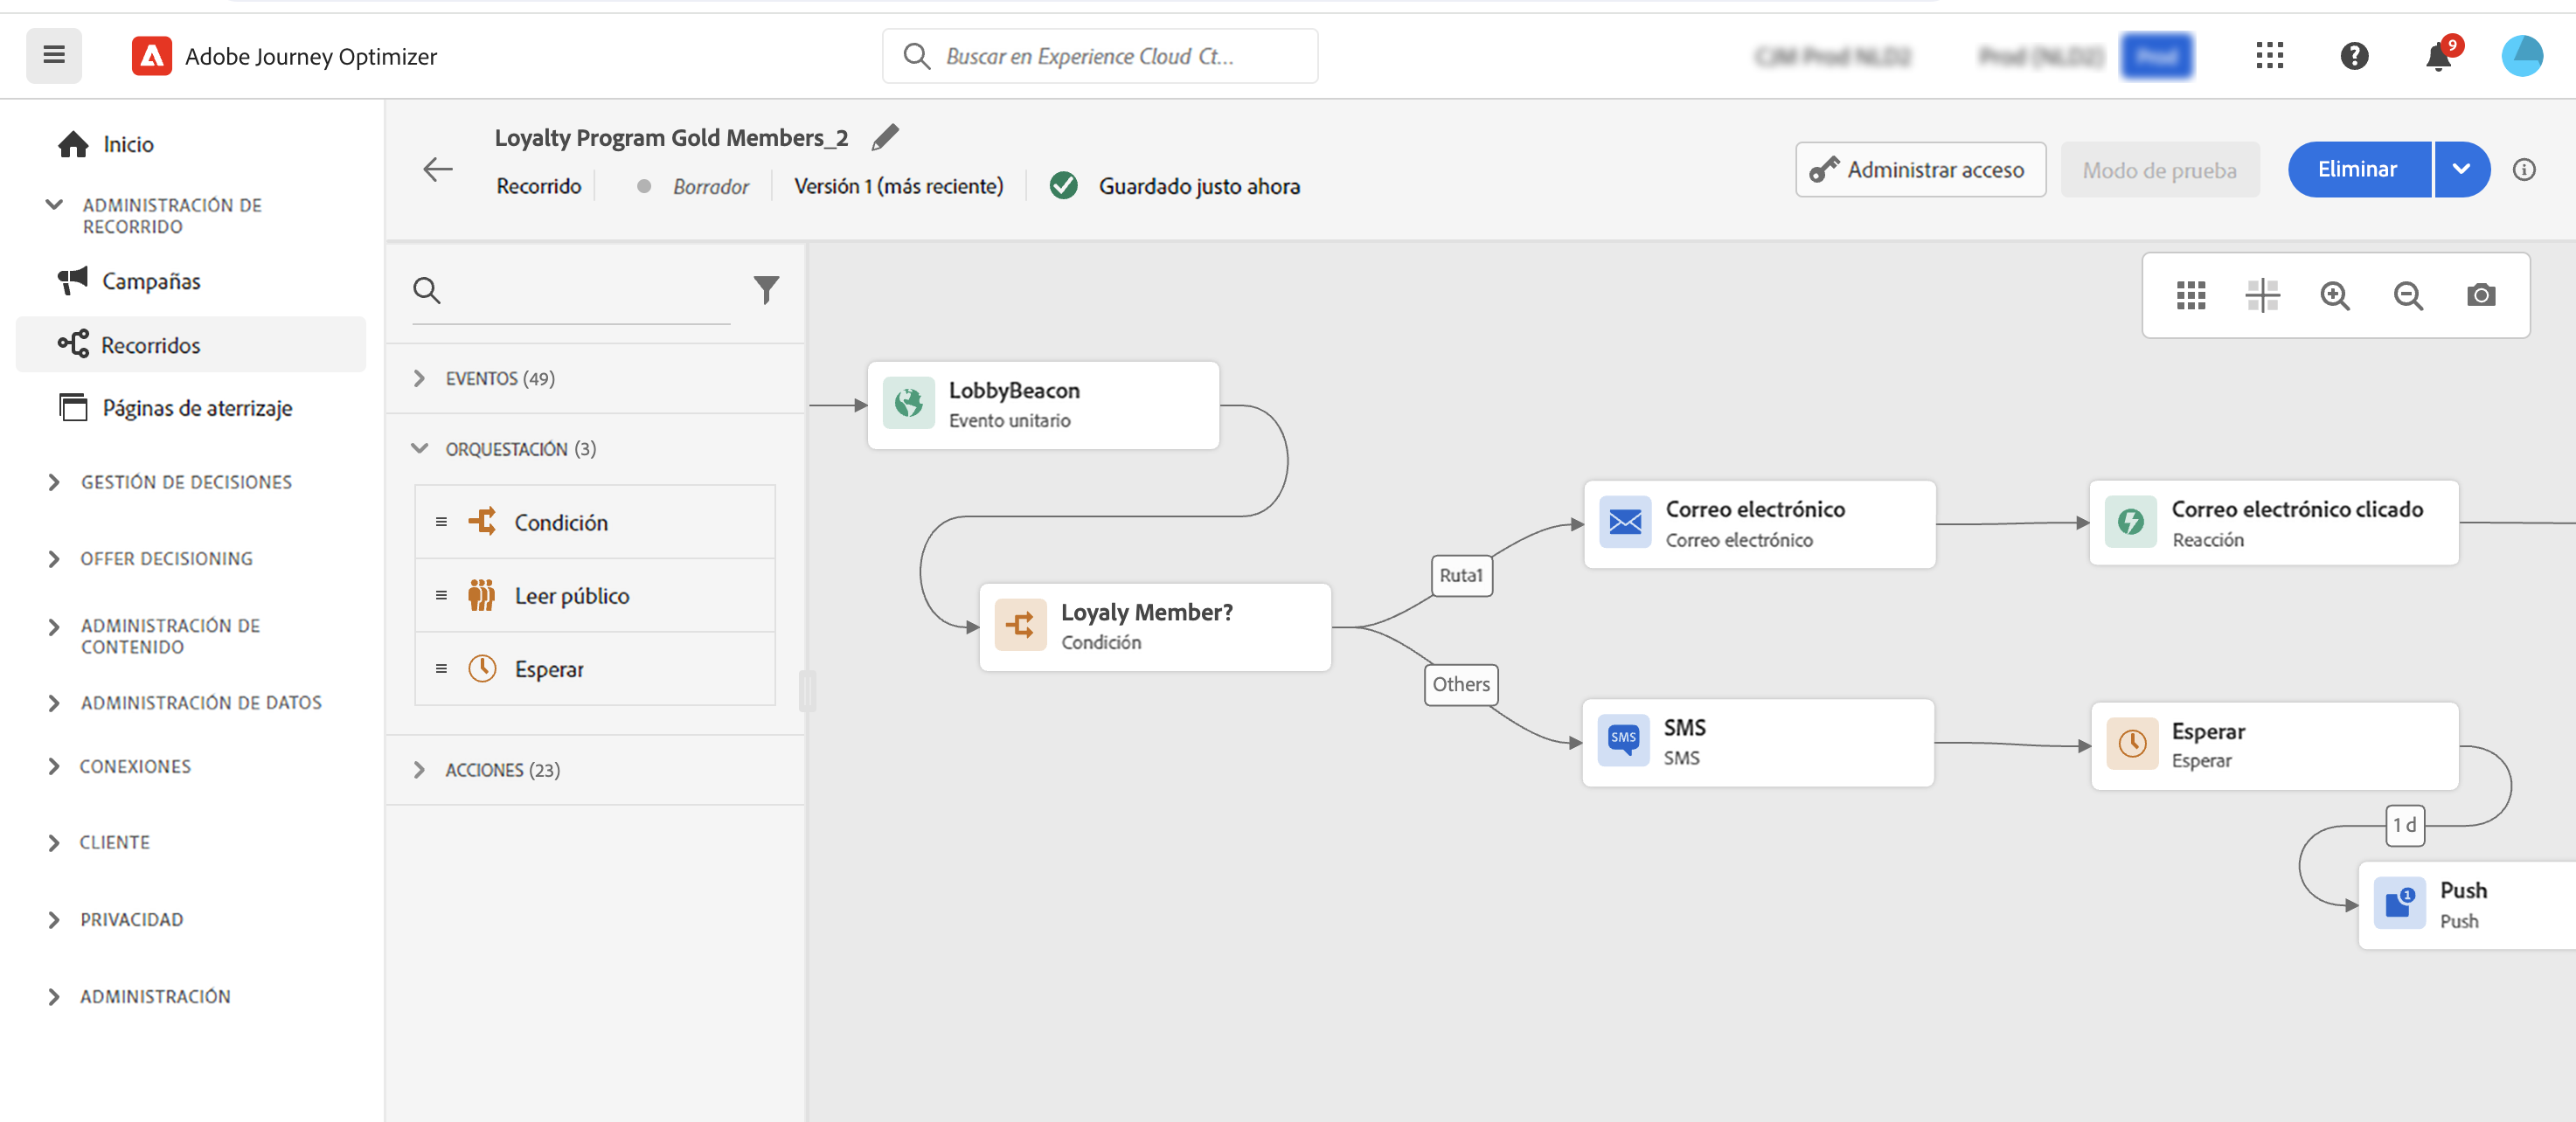 Adobe Journey Optimizer
Buscar en Experience Cloud Ct...
9
Inicio
ADMINISTRACIÓN DE
RECORRIDO
Campañas
Recorridos
Páginas de aterrizaje
GESTIÓN DE DECISIONES
OFFER DECISIONING
ADMINISTRACIÓN DE
CONTENIDO
ADMINISTRACIÓN DE DATOS
CONEXIONES
CLIENTE
PRIVACIDAD
ADMINISTRACIÓN
Loyalty Program Gold Members_2
Recorrido
Borrador
Versión 1 (más reciente)
Guardado justo ahora
Administrar acceso
Modo de prueba
Eliminar
EVENTOS (49)
ORQUESTACIÓN (3)
Condición
Leer público
Esperar
ACCIONES (23)
LobbyBeacon
Evento unitario
Loyaly Member?
Condición
Ruta1
Others
Correo electrónico
Correo electrónico
Correo electrónico clicado
Reacción
SMS
SMS
SMS
Esperar
Esperar
1 d
1
Push
Push